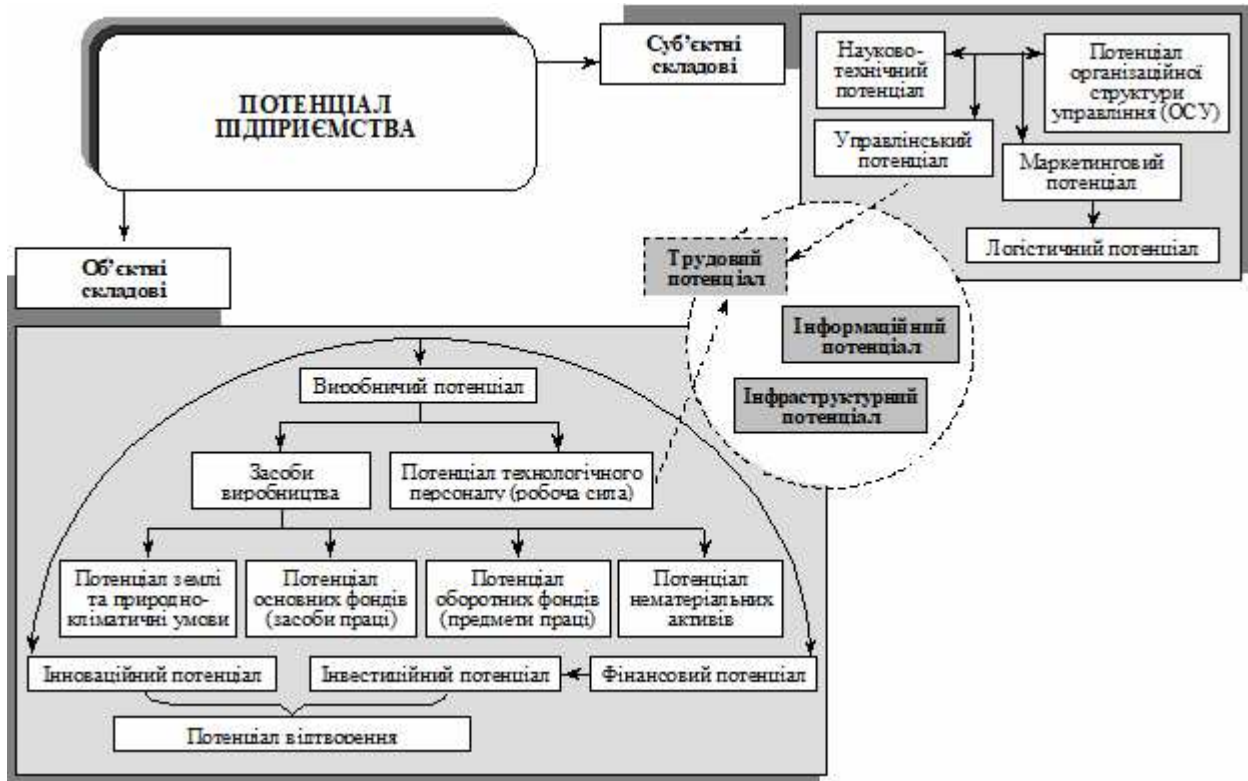 ПОТЕНЦІАЛ
ПІДПРИЄМСТВА
Суб’єктні
складові
Науково-
технічний
потенціал
Потенціал
організаційної
структури
управління (ОСУ)
Управлінський
потенціал
Маркетинговий
потенціал
Логістичний потенціал
Об’єктні
складові
Трудовий
потенціал
Інформаційний
потенціал
Інфраструктурний
потенціал
Виробничий потенціал
Засоби
виробництва
Потенціал технологічного
персоналу (робоча сила)
Потенціал землі
та природно-
кліматичні умови
Потенціал
основних фондів
(засоби праці)
Потенціал
оборотних фондів
(предмети праці)
Потенціал
нематеріальних
активів
Інноваційний потенціал
Інвестиційний потенціал
Фінансовий потенціал
Потенціал відтворення